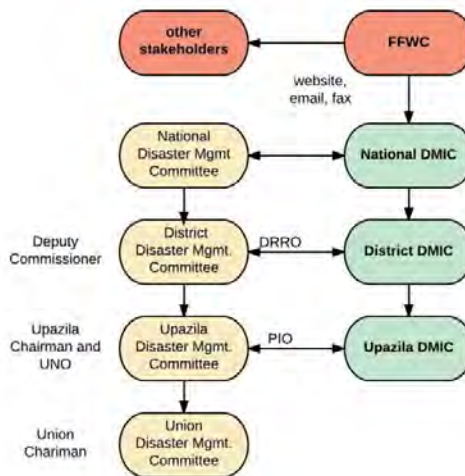 other
stakeholders
FFWC
website,
email, fax
National
Disaster Mgmt
Committee
National DMIC
Deputy
Commissioner
District
Disaster Mgmt.
Committee
DRRO
District DMIC
Upazila
Chairman and
UNO
Upazila
Disaster Mgmt.
Committee
PIO
Upazila DMIC
Union
Chariman
Union
Disaster Mgmt.
Committee